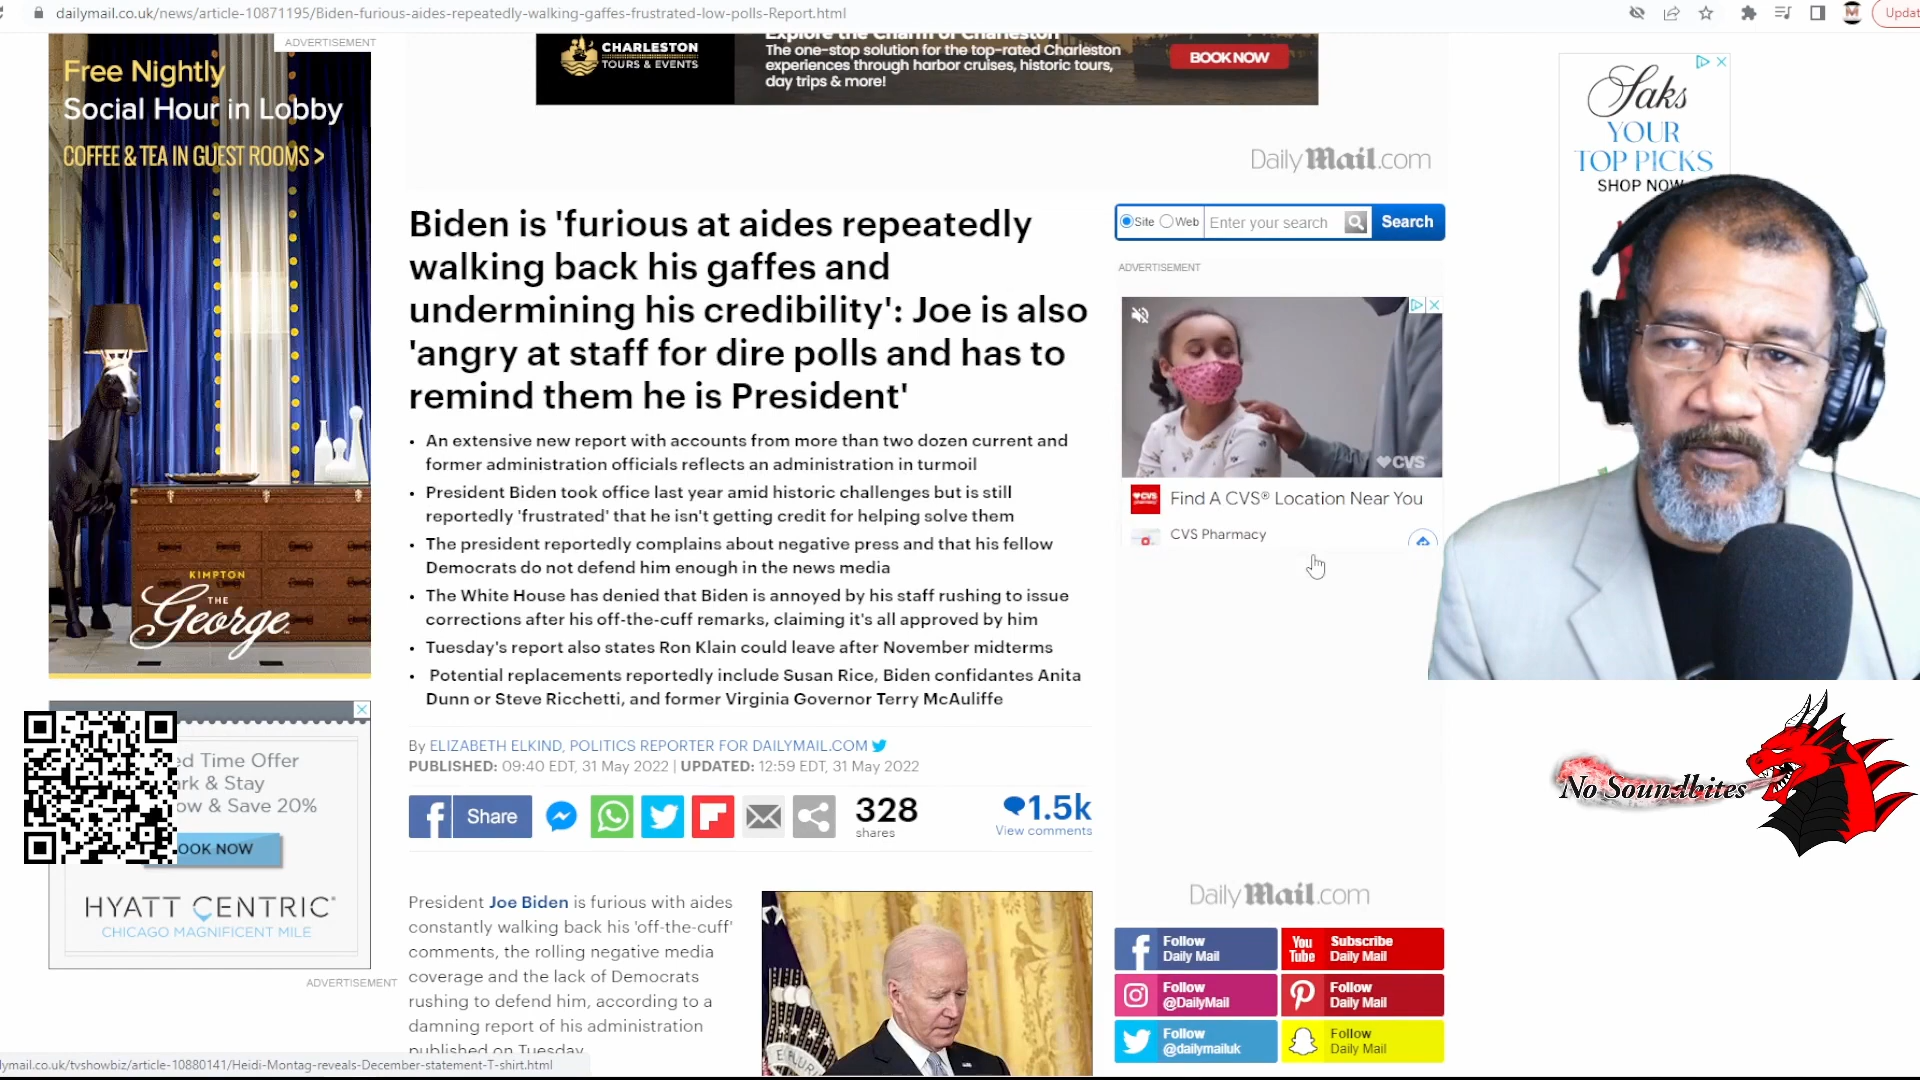 dailymail.co.uk/news/article-10871195/Biden-furious-aides-repeatedly-walking-gaffes-frustrated-low-polls-Report.html
Updat
ADVERTISEMENT
Free Nightly
Social Hour in Lobby
COFFEE & TEA IN GUEST ROOMS >
KIMPTON
THE
George
CHARLESTON
TOURS & EVENTS
Explore the Charm of Charleston
The one-stop solution for the top-rated Charleston
experiences through harbor cruises, historic tours,
day trips & more!
BOOK NOW
Daily Mail.com
Saks
YOUR
TOP PICKS
SHOP NOW
Biden is 'furious at aides repeatedly
walking back his gaffes and
undermining his credibility': Joe is also
'angry at staff for dire polls and has to
remind them he is President'
• An extensive new report with accounts from more than two dozen current and
former administration officials reflects an administration in turmoil
• President Biden took office last year amid historic challenges but is still
reportedly 'frustrated' that he isn't getting credit for helping solve them
• The president reportedly complains about negative press and that his fellow
Democrats do not defend him enough in the news media
• The White House has denied that Biden is annoyed by his staff rushing to issue
corrections after his off-the-cuff remarks, claiming it's all approved by him
• Tuesday's report also states Ron Klain could leave after November midterms
• Potential replacements reportedly include Susan Rice, Biden confidantes Anita
Dunn or Steve Ricchetti, and former Virginia Governor Terry McAuliffe
By ELIZABETH ELKIND, POLITICS REPORTER FOR DAILYMAIL.COM
PUBLISHED: 09:40 EDT, 31 May 2022 | UPDATED: 12:59 EDT, 31 May 2022
Share
328
shares
1.5k
View comments
President Joe Biden is furious with aides
constantly walking back his 'off-the-cuff'
comments, the rolling negative media
coverage and the lack of Democrats
rushing to defend him, according to a
damning report of his administration
published on Tuesday
Site Web Enter your search Search
ADVERTISEMENT
CVS
CVS
Find A CVS® Location Near You
CVS Pharmacy
Daily Mail.com
Follow
Daily Mail
You
Tube
Subscribe
Daily Mail
Follow
@DailyMail
Follow
Daily Mail
Follow
@dailymailuk
Follow
Daily Mail
No Soundbites
ed Time Offer
rk & Stay
ow & Save 20%
OOK NOW
HYATT CENTRIC
CHICAGO MAGNIFICENT MILE
ADVERTISEMENT
lymail.co.uk/tvshowbiz/article-10880141/Heidi-Montag-reveals-December-statement-T-shirt.html